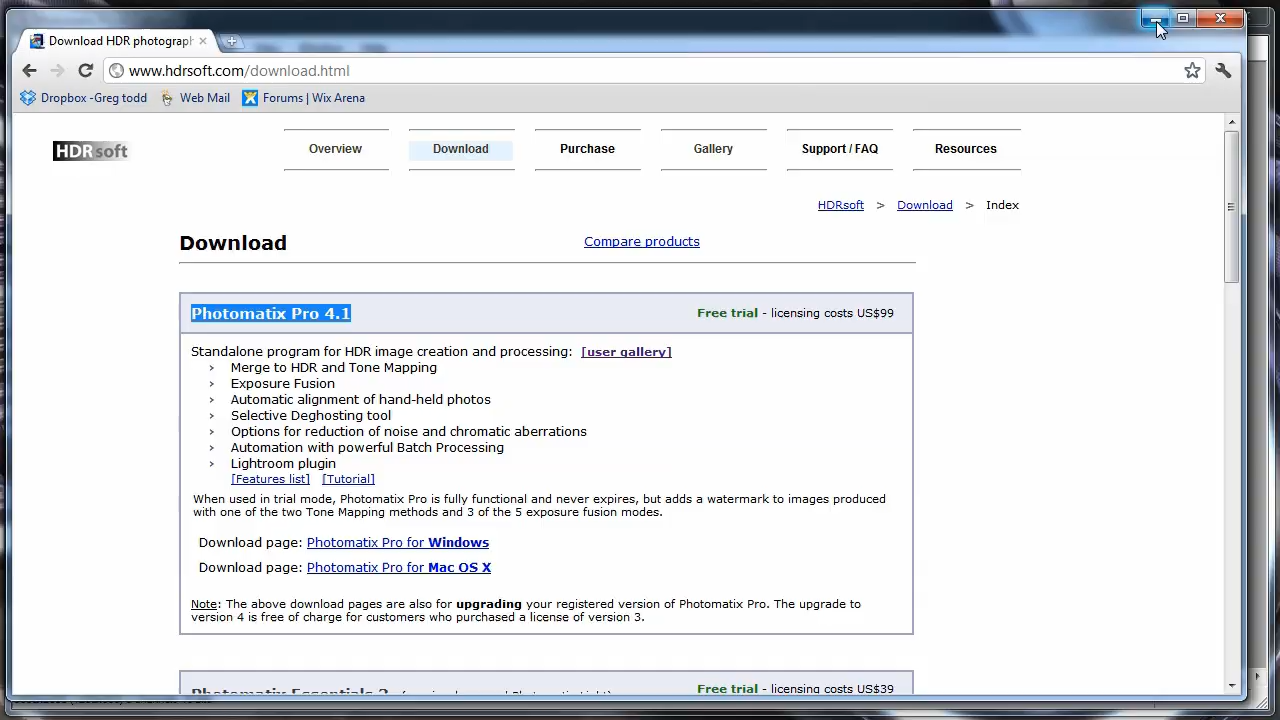 Download HDR photograph
www.hdrsoft.com/download.html
Dropbox -Greg todd Web Mail Forums | Wix Arena
HDRsoft Overview Download Purchase Gallery Support / FAQ Resources
HDRsoft > Download > Index
Download Compare products
Photomatix Pro 4.1 Free trial - licensing costs US$99
Standalone program for HDR image creation and processing: [user gallery]
› Merge to HDR and Tone Mapping
› Exposure Fusion
› Automatic alignment of hand-held photos
› Selective Deghosting tool
› Options for reduction of noise and chromatic aberrations
› Automation with powerful Batch Processing
› Lightroom plugin
[Features list] [Tutorial]
When used in trial mode, Photomatix Pro is fully functional and never expires, but adds a watermark to images produced
with one of the two Tone Mapping methods and 3 of the 5 exposure fusion modes.
Download page: Photomatix Pro for Windows
Download page: Photomatix Pro for Mac OS X
Note: The above download pages are also for upgrading your registered version of Photomatix Pro. The upgrade to
version 4 is free of charge for customers who purchased a license of version 3.
Photomatix Essentials 3 Free trial - licensing costs US$39